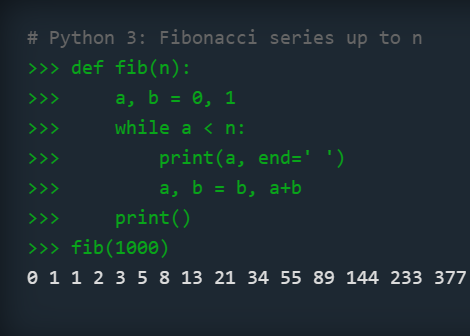 # Python 3: Fibonacci series up to n
>>> def fib(n):
>>>     a, b = 0, 1
>>>     while a < n:
>>>         print(a, end=' ')
>>>         a, b = b, a+b
>>>     print()
>>> fib(1000)
0 1 1 2 3 5 8 13 21 34 55 89 144 233 377